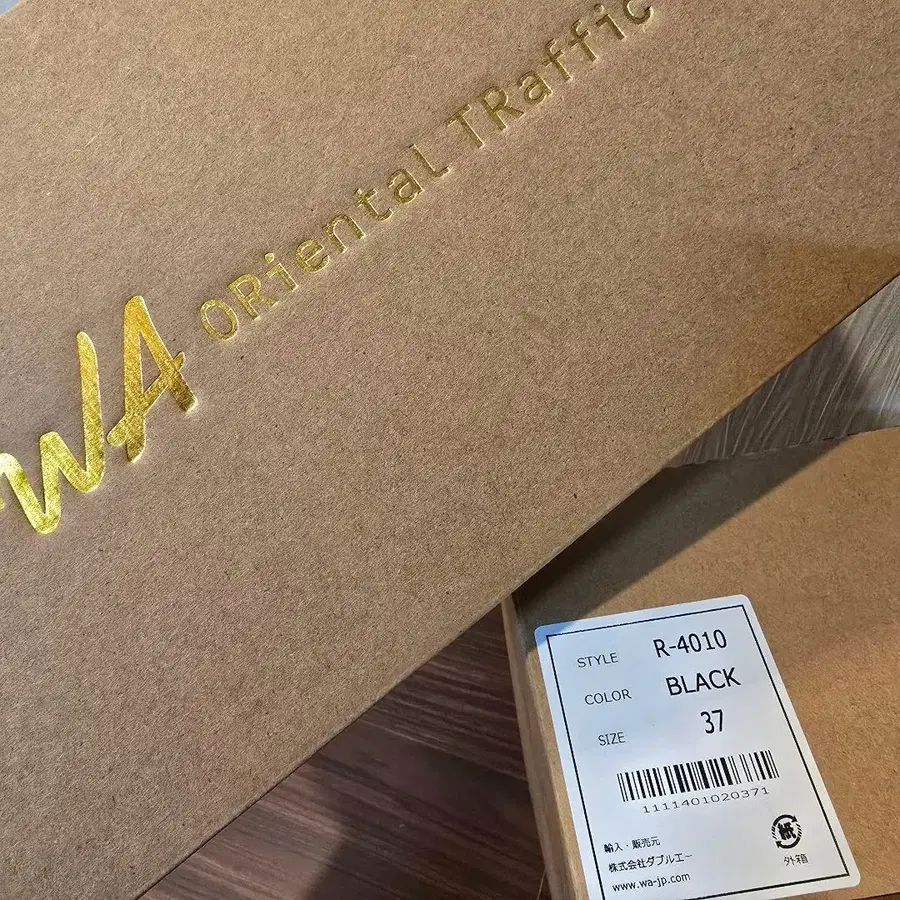 WA ORiental TRaffic
STYLE R-4010
COLOR BLACK
SIZE 37
1111401020371
輸入・販売元
株式会社ダブルエー
www.wa-jp.com
紙
外箱